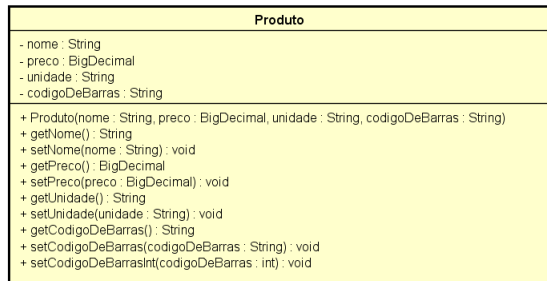 Produto
- nome : String
- preco : BigDecimal
- unidade : String
- codigoDeBarras : String
+ Produto(nome : String, preco : BigDecimal, unidade : String, codigoDeBarras : String)
+ getNome() : String
+ setNome(nome : String) : void
+ getPreco() : BigDecimal
+ setPreco(preco : BigDecimal) : void
+ getUnidade() : String
+ setUnidade(unidade : String) : void
+ getCodigoDeBarras() : String
+ setCodigoDeBarras(codigoDeBarras : String) : void
+ setCodigoDeBarrasInt(codigoDeBarras : int) : void